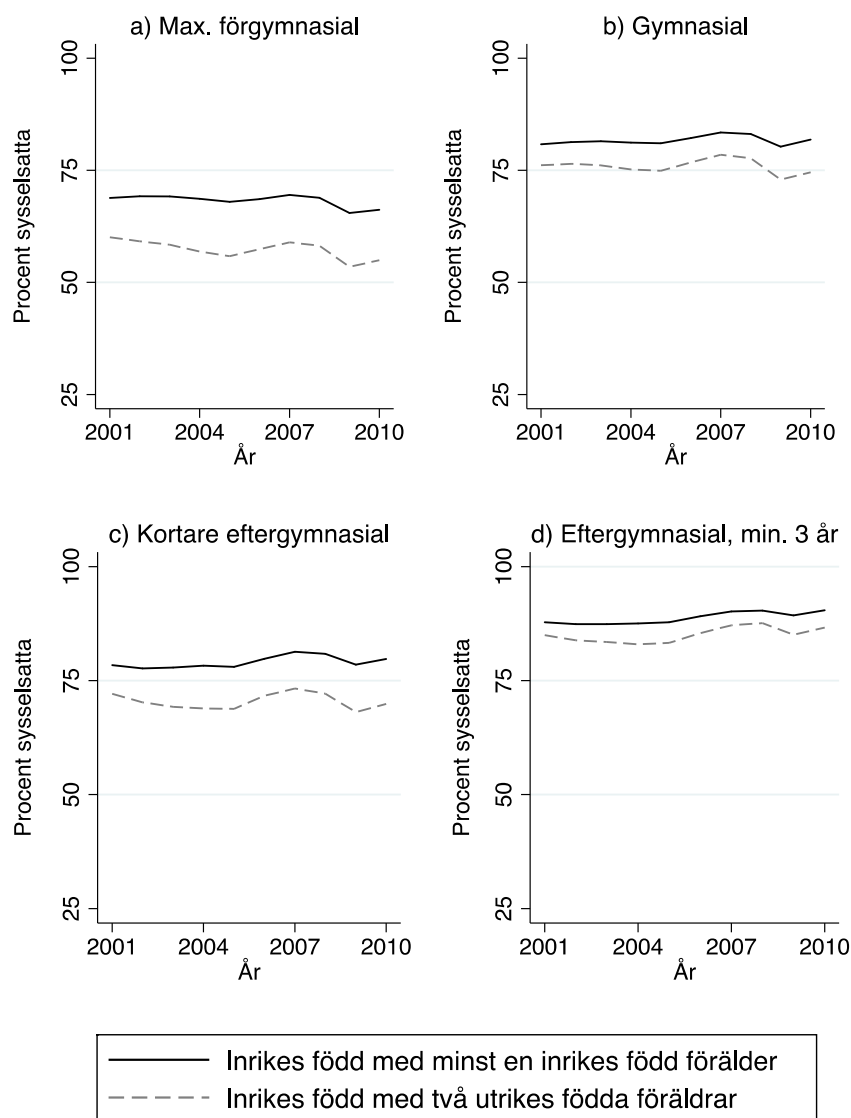 a) Max. förgymnasial
Procent sysselsatta
100
75
50
25
2001 2004 2007 2010
År
b) Gymnasial
Procent sysselsatta
100
75
50
25
2001 2004 2007 2010
År
c) Kortare eftergymnasial
Procent sysselsatta
100
75
50
25
2001 2004 2007 2010
År
d) Eftergymnasial, min. 3 år
Procent sysselsatta
100
75
50
25
2001 2004 2007 2010
År
Inrikes född med minst en inrikes född förälder
Inrikes född med två utrikes födda föräldrar